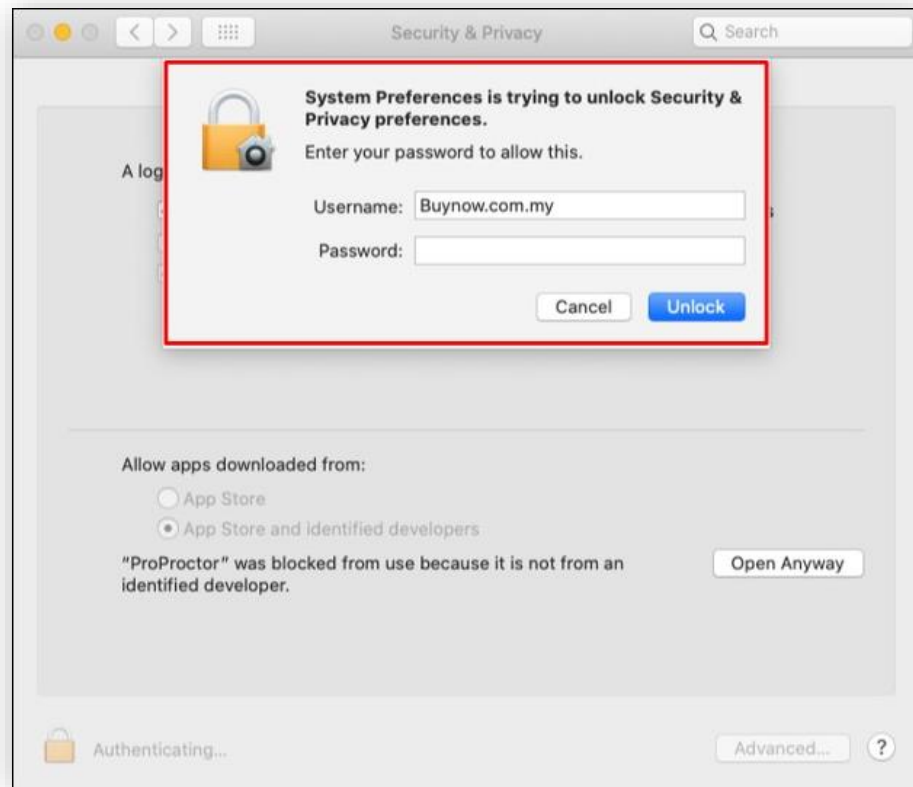 Security & Privacy
Search
System Preferences is trying to unlock Security &
Privacy preferences.
Enter your password to allow this.
A log
Username: Buynow.com.my
Password:
Cancel
Unlock
Allow apps downloaded from:
App Store
App Store and identified developers
"ProProctor" was blocked from use because it is not from an
identified developer.
Open Anyway
Authenticating...
Advanced...
?